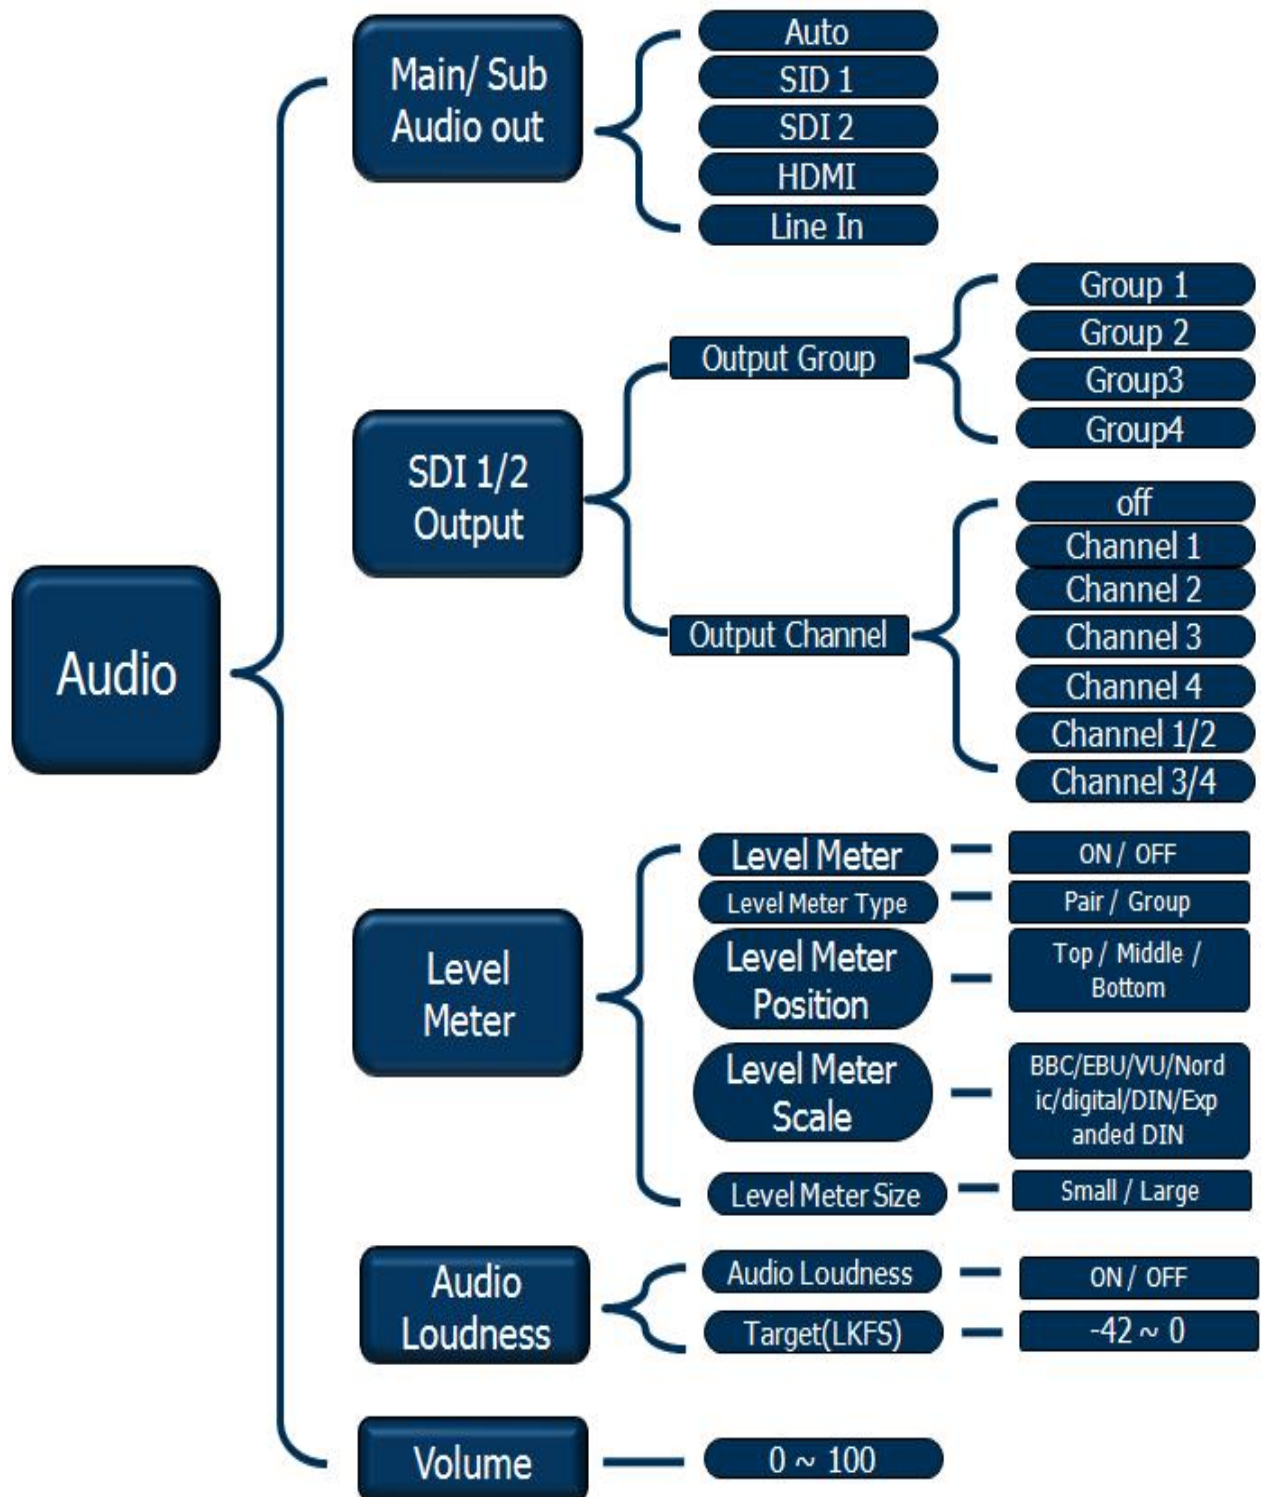 Audio
Main/ Sub
Audio out
Auto
SID 1
SDI 2
HDMI
Line In
SDI 1/2
Output
Output Group
Group 1
Group 2
Group3
Group4
Output Channel
off
Channel 1
Channel 2
Channel 3
Channel 4
Channel 1/2
Channel 3/4
Level
Meter
Level Meter
ON / OFF
Level Meter Type
Pair / Group
Level Meter
Position
Top / Middle /
Bottom
Level Meter
Scale
BBC/EBU/VU/Nord
ic/digital/DIN/Exp
anded DIN
Level Meter Size
Small / Large
Audio
Loudness
Audio Loudness
ON / OFF
Target(LKFS)
-42 ~ 0
Volume
0 ~ 100